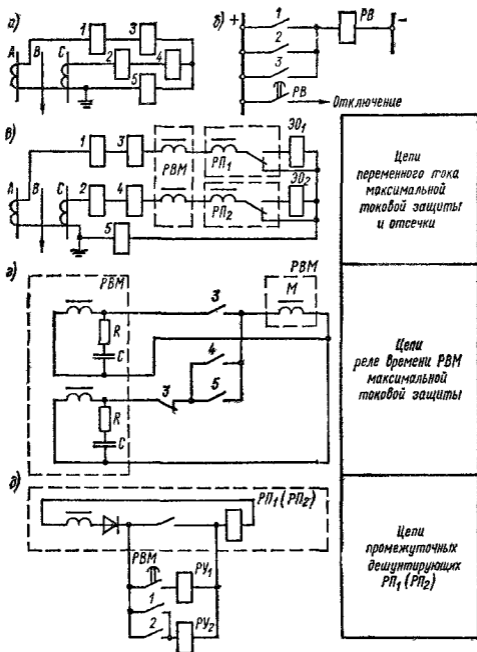 а)
А В С
1 3
2 4
5
б) +
1 РВ −
2
3
РВ
Отключение
в)
1 3 РВМ РП₁ ЭО₁
А В С
2 4 РП₂ ЭО₂
5
Цепи
переменного тока
максимальной
токовой защиты
и отсечки
г)
РВМ РВМ
М
3
R
C
4
3 5
R
C
Цепи
реле времени РВМ
максимальной
токовой защиты
д)
РП₁ (РП₂)
РВМ
РУ₁
1
2 РУ₂
Цепи
промежуточных
дешунтирующих
РП₁ (РП₂)